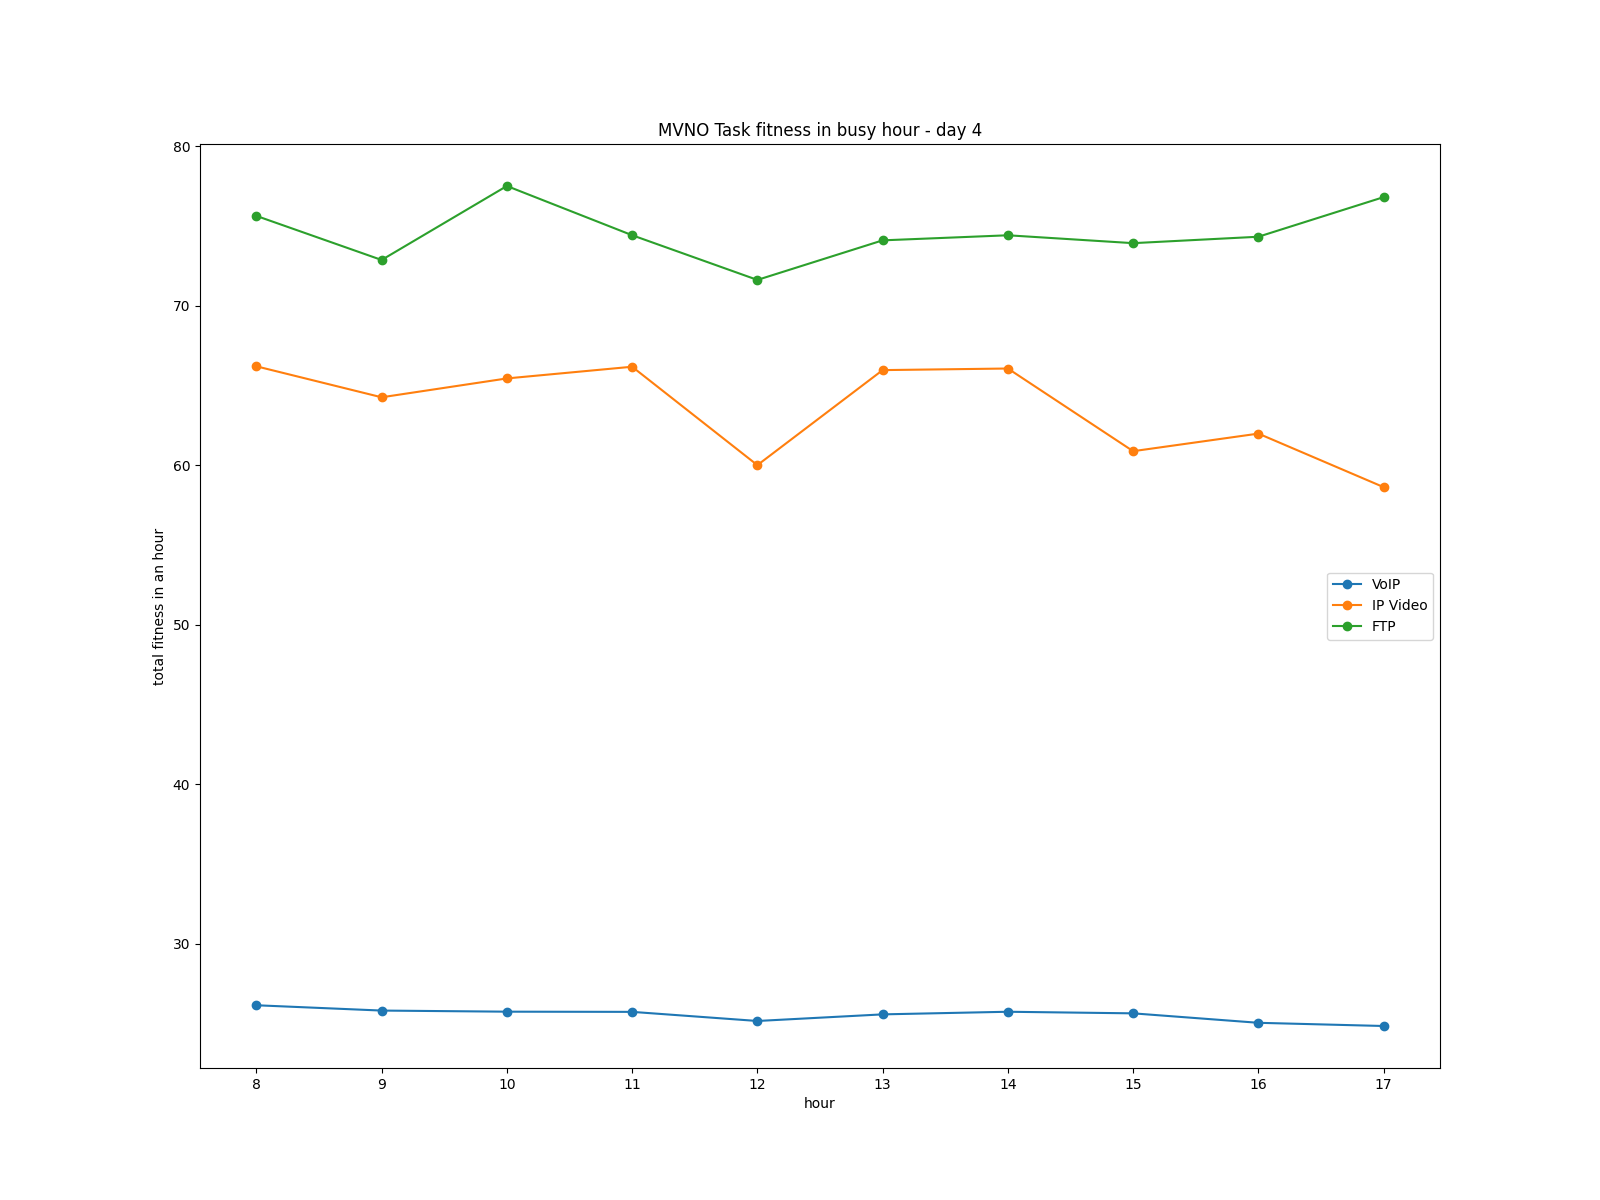 MVNO Task fitness in busy hour - day 4
80
70
60
50
40
30
total fitness in an hour
VoIP
IP Video
FTP
8 9 10 11 12 13 14 15 16 17
hour